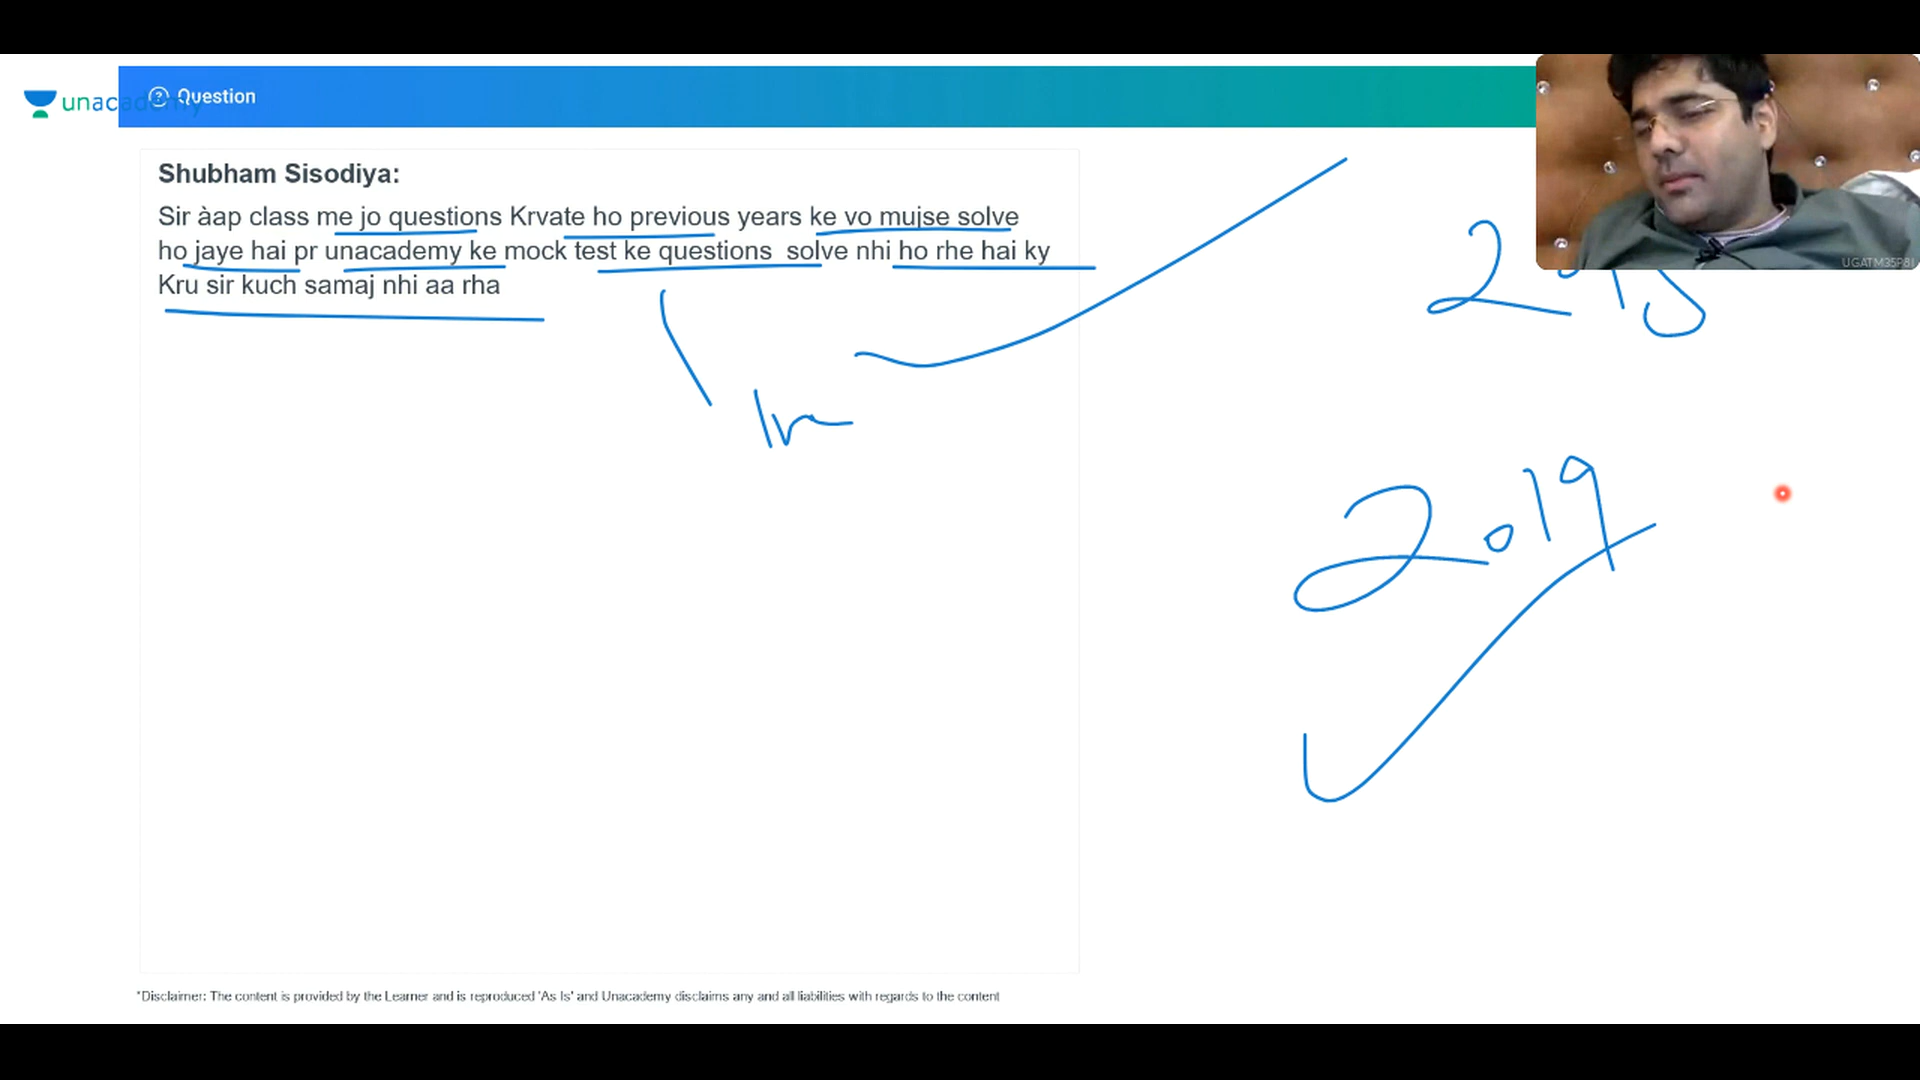 unacademy
Question
Shubham Sisodiya:
Sir àap class me jo questions Krvate ho previous years ke vo mujse solve
ho jaye hai pr unacademy ke mock test ke questions solve nhi ho rhe hai ky
Kru sir kuch samaj nhi aa rha
2019
UGATM35P8I
*Disclaimer: The content is provided by the Learner and is reproduced 'As Is' and Unacademy disclaims any and all liabilities with regards to the content